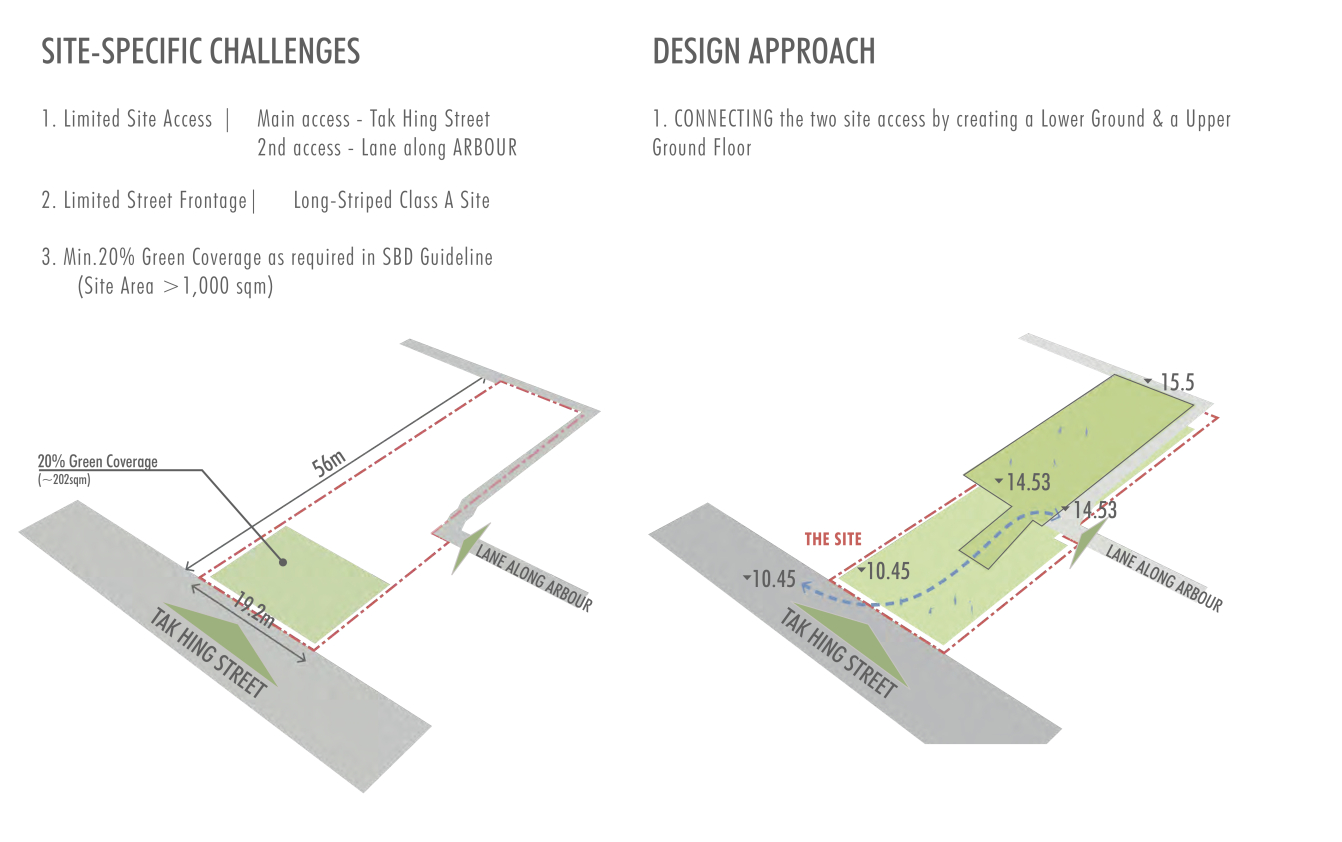 SITE-SPECIFIC CHALLENGES
1. Limited Site Access | Main access - Tak Hing Street
2nd access - Lane along ARBOUR
2. Limited Street Frontage| Long-Striped Class A Site
3. Min.20% Green Coverage as required in SBD Guideline
(Site Area >1,000 sqm)
20% Green Coverage
(~202sqm)
56m
19.2m
TAK HING STREET
LANE ALONG ARBOUR
DESIGN APPROACH
1. CONNECTING the two site access by creating a Lower Ground & a Upper
Ground Floor
15.5
14.53
14.53
THE SITE
10.45
10.45
LANE ALONG ARBOUR
TAK HING STREET